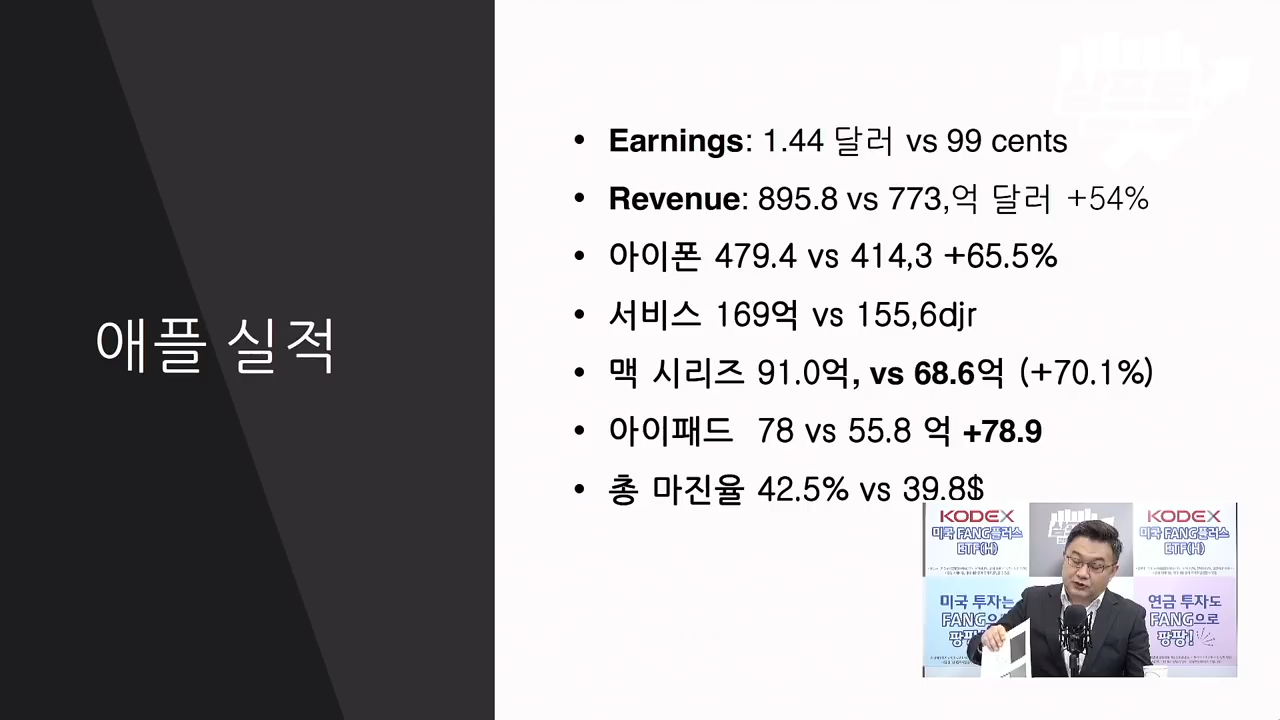 애플 실적
• Earnings: 1.44 달러 vs 99 cents
• Revenue: 895.8 vs 773,억 달러 +54%
• 아이폰 479.4 vs 414,3 +65.5%
• 서비스 169억 vs 155,6djr
• 맥 시리즈 91.0억, vs 68.6억 (+70.1%)
• 아이패드 78 vs 55.8 억 +78.9
• 총 마진율 42.5% vs 39.8$
KODEX
미국 FANG플러스
ETF(H)
KODEX
미국 FANG플러스
ETF(H)
미국 투자는
FANG으
팡팡
연금 투자도
FANG으로
팡팡!